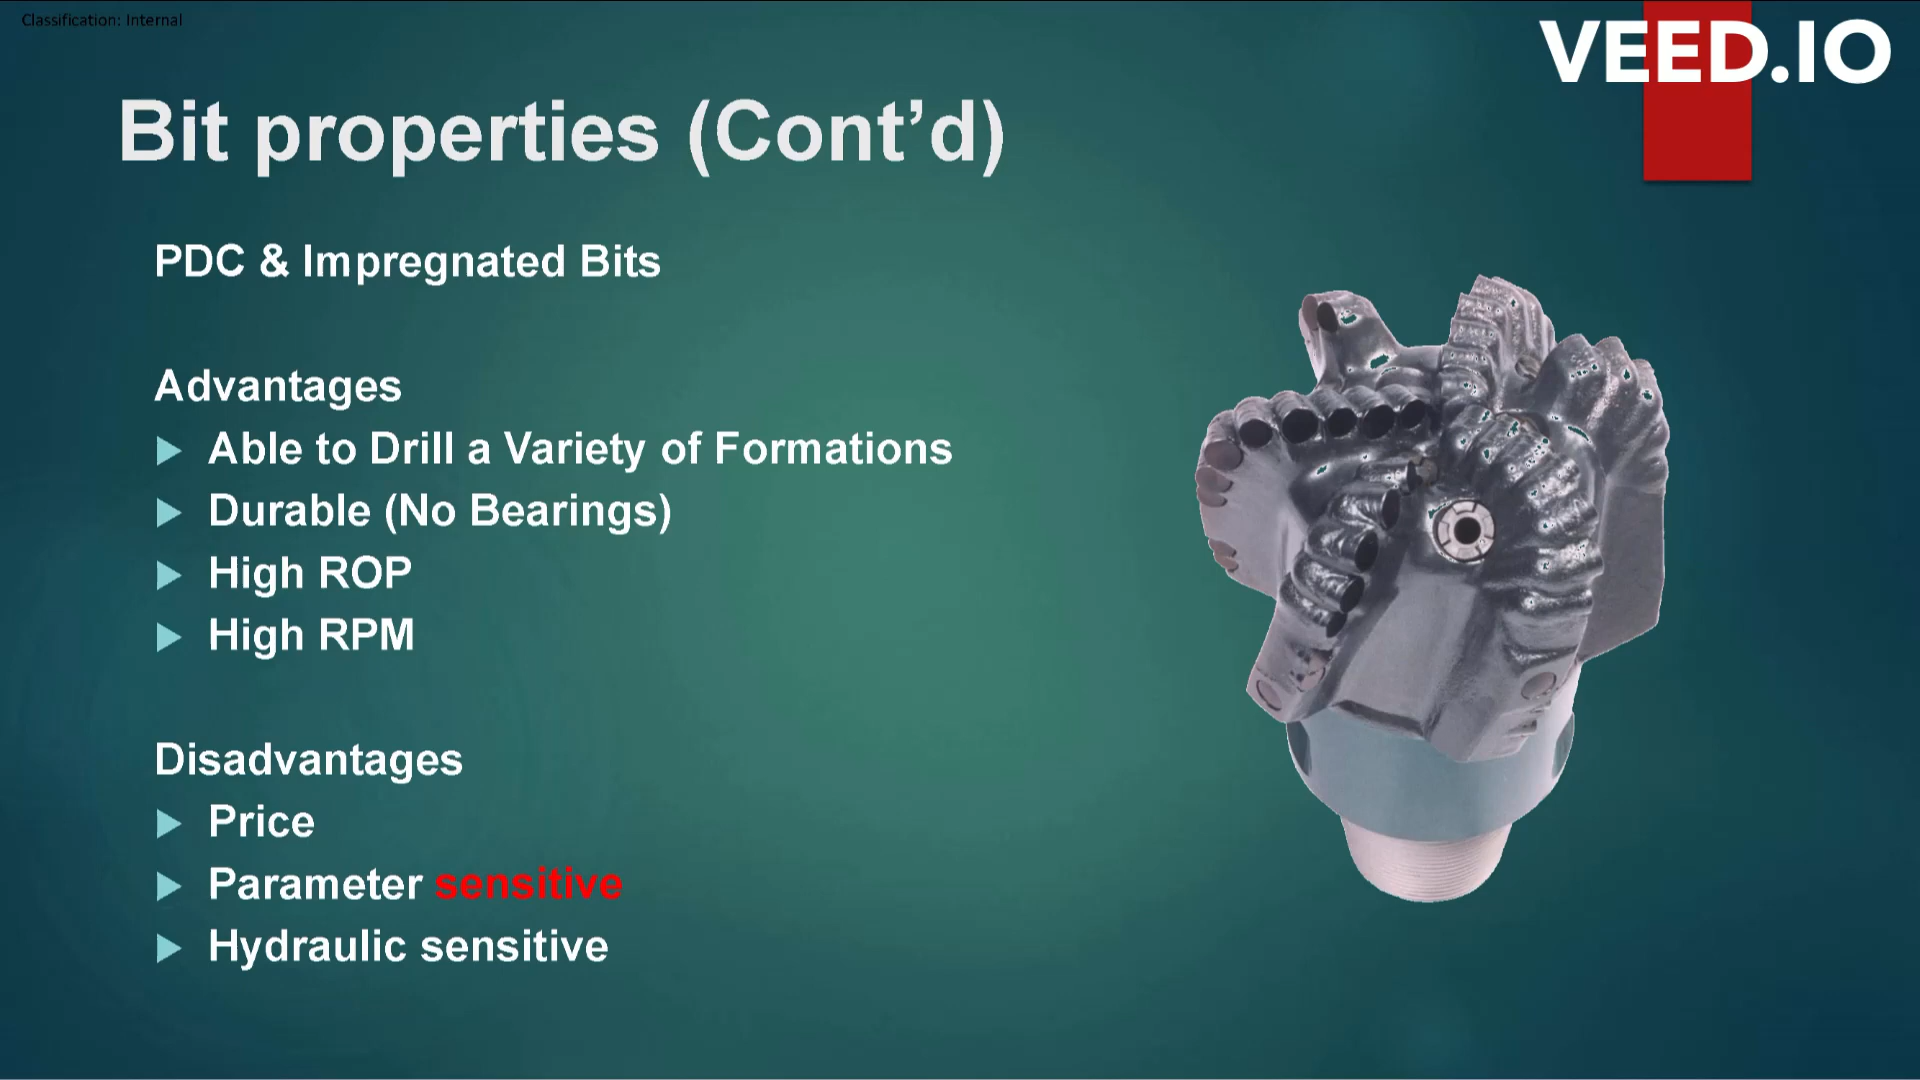 Classification: Internal
VEED.IO
Bit properties (Cont’d)
PDC & Impregnated Bits
Advantages
Able to Drill a Variety of Formations
Durable (No Bearings)
High ROP
High RPM
Disadvantages
Price
Parameter sensitive
Hydraulic sensitive